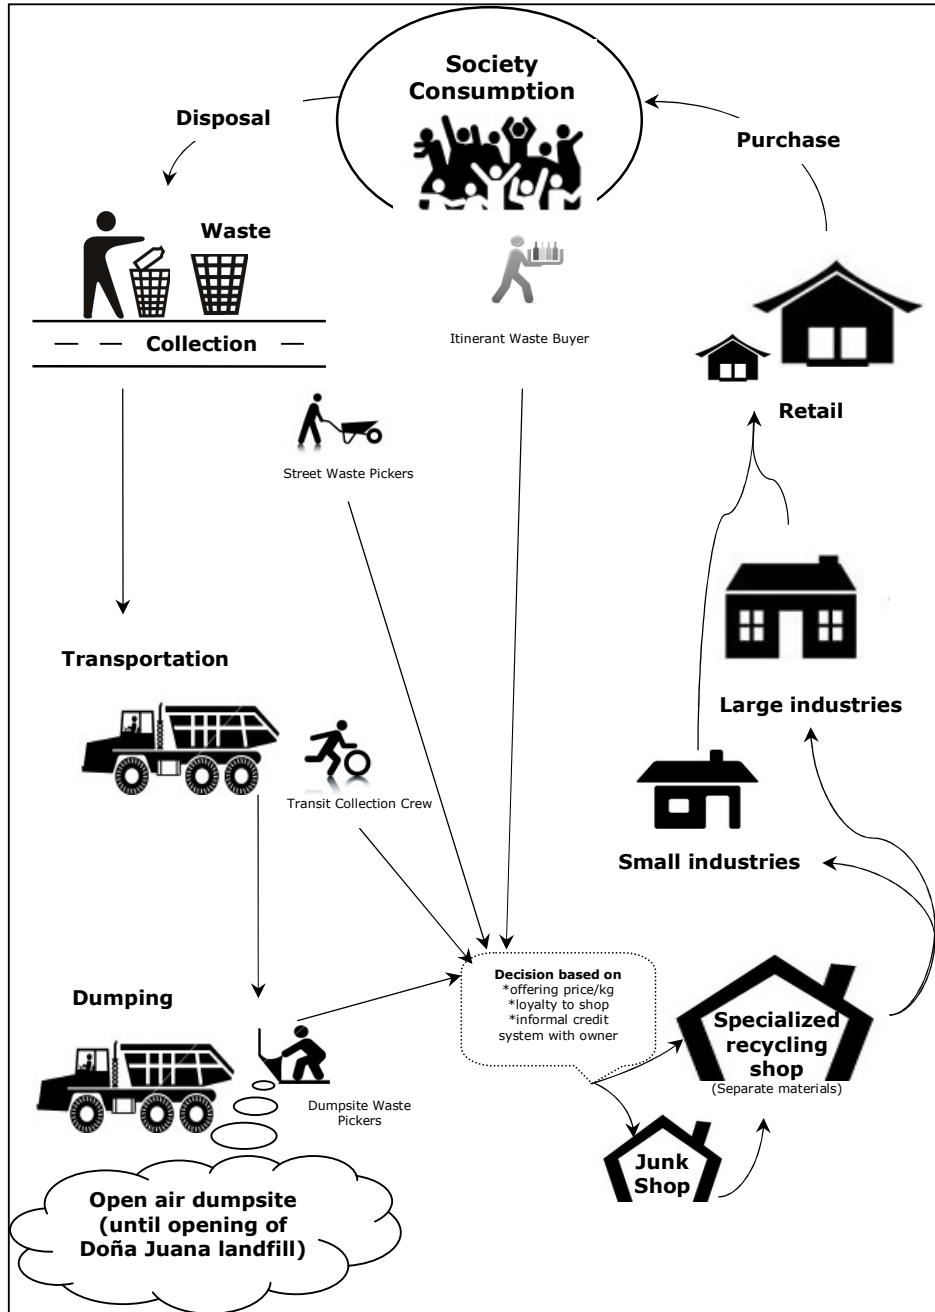 Society
Consumption
Disposal
Purchase
Waste
Collection
Itinerant Waste Buyer
Retail
Street Waste Pickers
Transportation
Large industries
Transit Collection Crew
Small industries
Decision based on
*offering price/kg
*loyalty to shop
*informal credit
system with owner
Dumping
Specialized
recycling
shop
(Separate materials)
Dumpsite Waste
Pickers
Junk
Shop
Open air dumpsite
(until opening of
Doña Juana landfill)